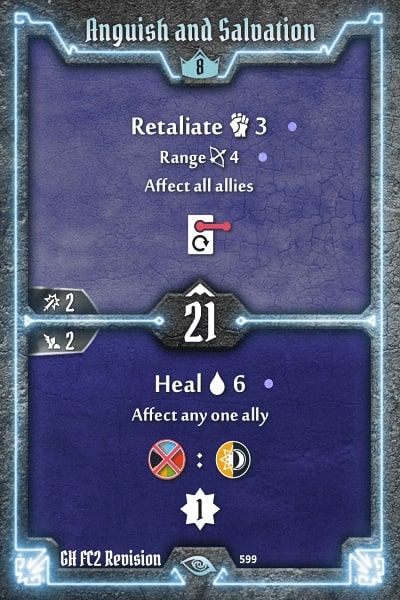 Anguish and Salvation
8
Retaliate 3
Range 4
Affect all allies
2
21
2
Heal 6
Affect any one ally
:
1
GH FC2 Revision
599